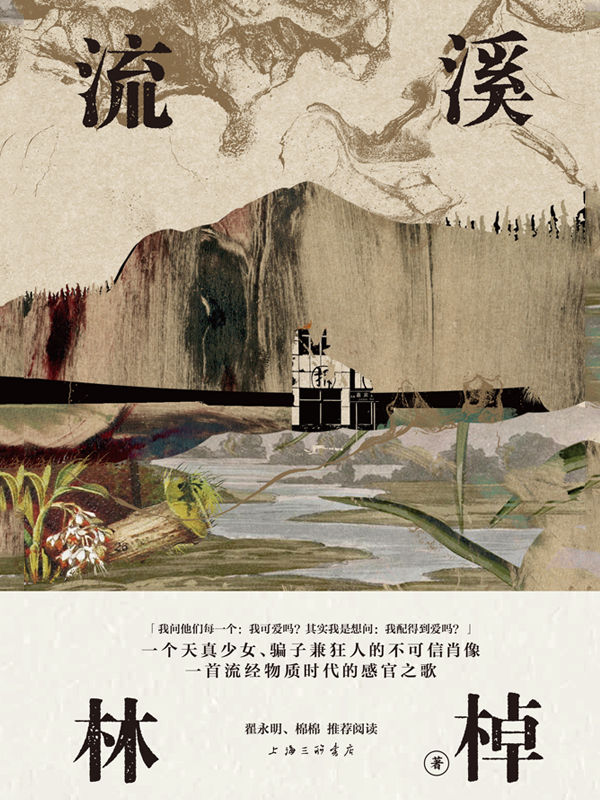 流溪
「我问他们每一个：我可爱吗？其实我是想问：我配得到爱吗？」
一个天真少女、骗子兼狂人的不可信肖像
一首流经物质时代的感官之歌
林棹
著
翟永明、棉棉 推荐阅读
上海三联书店